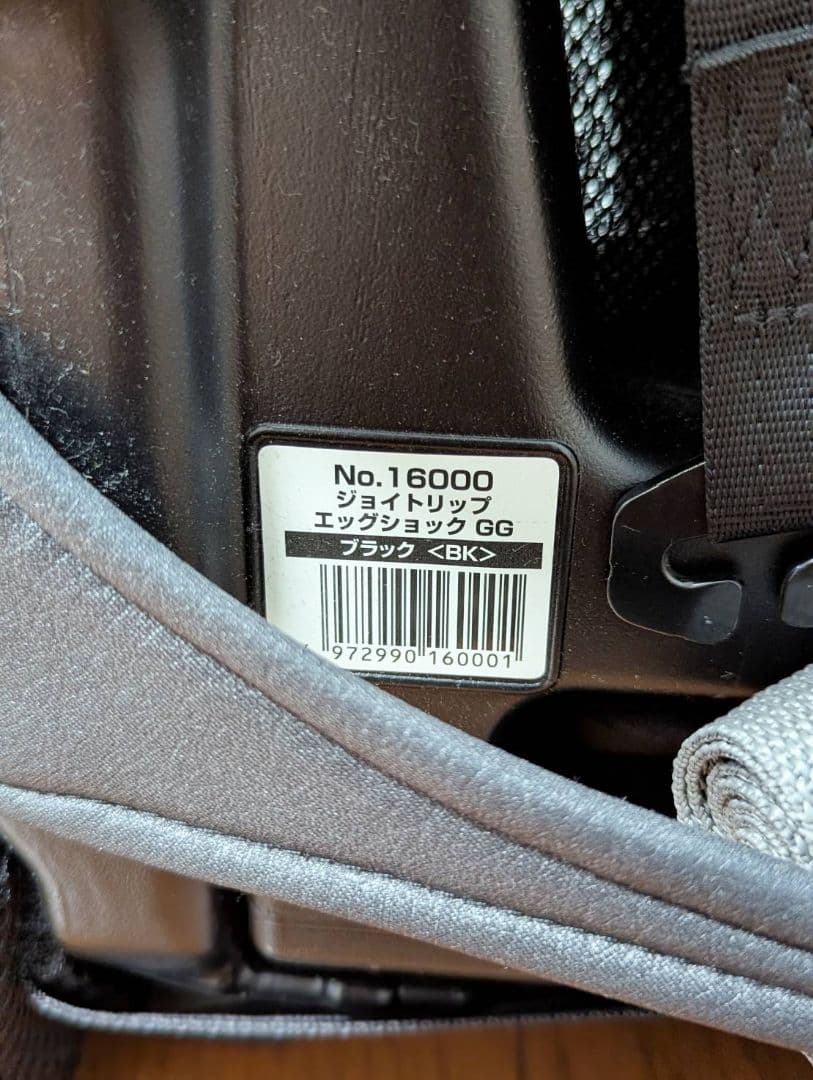 No.16000
ジョイトリップ
エッグショック GG
ブラック <BK>
972990 160001